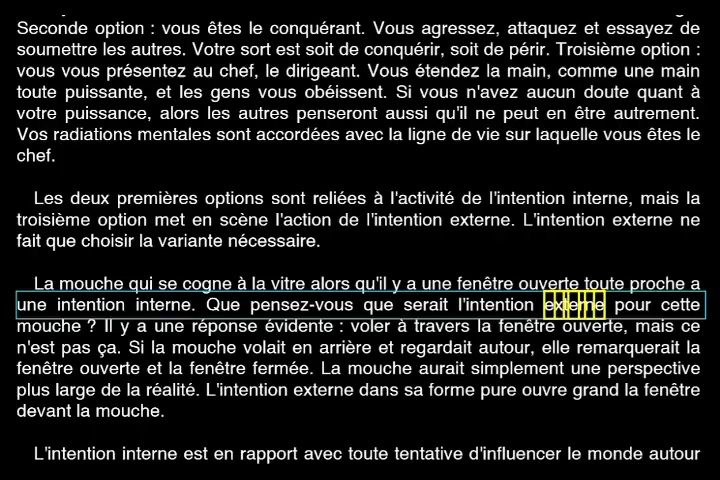 Seconde option : vous êtes le conquérant. Vous agressez, attaquez et essayez de
soumettre les autres. Votre sort est soit de conquérir, soit de périr. Troisième option :
vous vous présentez au chef, le dirigeant. Vous étendez la main, comme une main
toute puissante, et les gens vous obéissent. Si vous n'avez aucun doute quant à
votre puissance, alors les autres penseront aussi qu'il ne peut en être autrement.
Vos radiations mentales sont accordées avec la ligne de vie sur laquelle vous êtes le
chef.
Les deux premières options sont reliées à l'activité de l'intention interne, mais la
troisième option met en scène l'action de l'intention externe. L'intention externe ne
fait que choisir la variante nécessaire.
La mouche qui se cogne à la vitre alors qu'il y a une fenêtre ouverte toute proche a
une intention interne. Que pensez-vous que serait l'intention externe pour cette
mouche ? Il y a une réponse évidente : voler à travers la fenêtre ouverte, mais ce
n'est pas ça. Si la mouche volait en arrière et regardait autour, elle remarquerait la
fenêtre ouverte et la fenêtre fermée. La mouche aurait simplement une perspective
plus large de la réalité. L'intention externe dans sa forme pure ouvre grand la fenêtre
devant la mouche.
L'intention interne est en rapport avec toute tentative d'influencer le monde autour